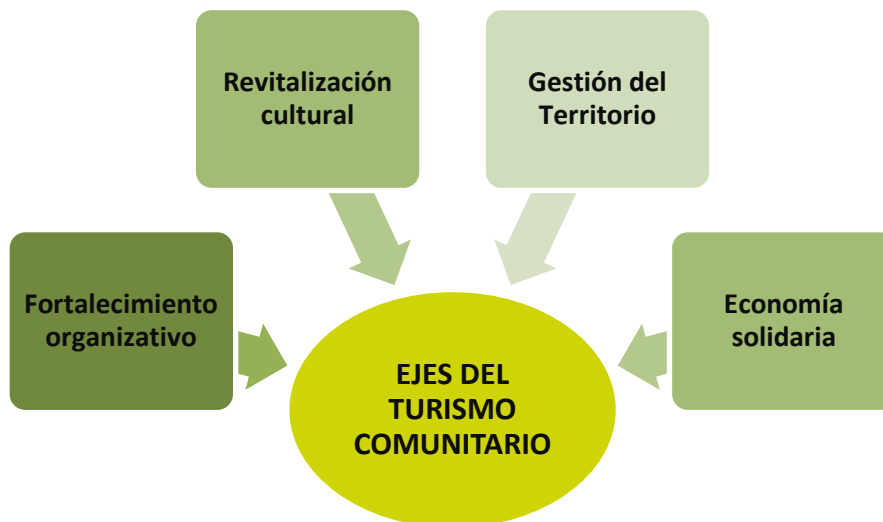 Revitalización
cultural
Gestión del
Territorio
Fortalecimiento
organizativo
Economía
solidaria
EJES DEL
TURISMO
COMUNITARIO